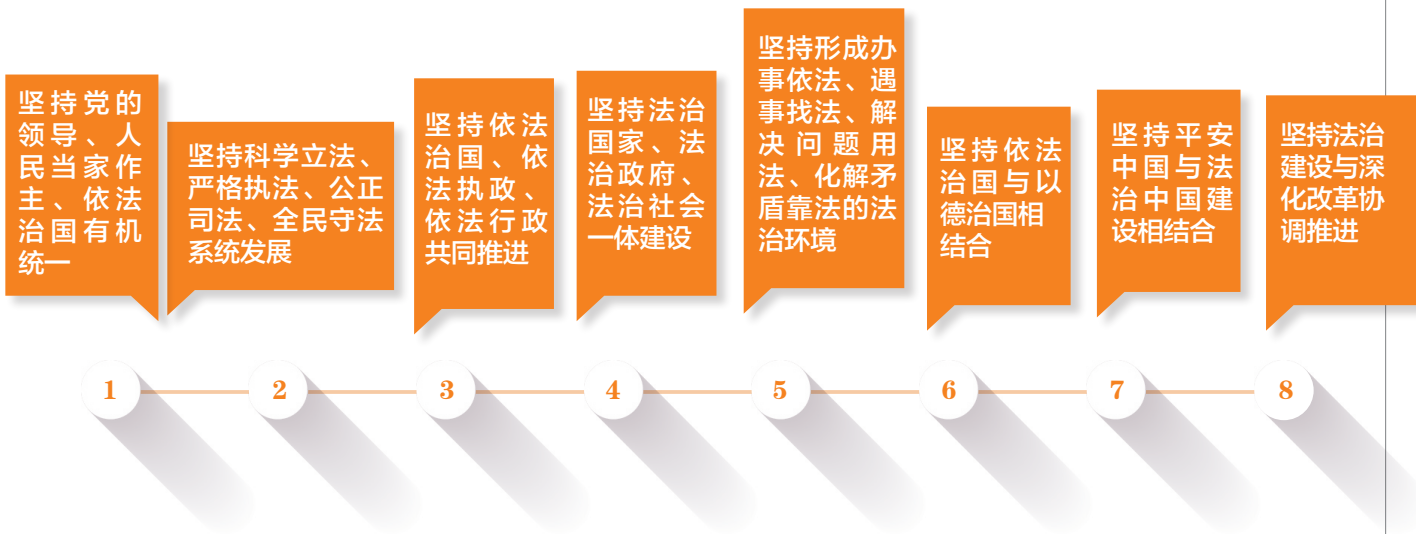 坚持党的
领导、人
民当家作
主、依法
治国有机
统一
坚持科学立法、
严格执法、公正
司法、全民守法
系统发展
坚持依法
治国、依
法执政、
依法行政
共同推进
坚持法治
国家、法
治政府、
法治社会
一体建设
坚持形成办
事依法、遇
事找法、解
决问题用
法、化解矛
盾靠法的法
治环境
坚持依法
治国与以
德治国相
结合
坚持平安
中国与法
治中国建
设相结合
坚持法治
建设与深
化改革协
调推进
1
2
3
4
5
6
7
8